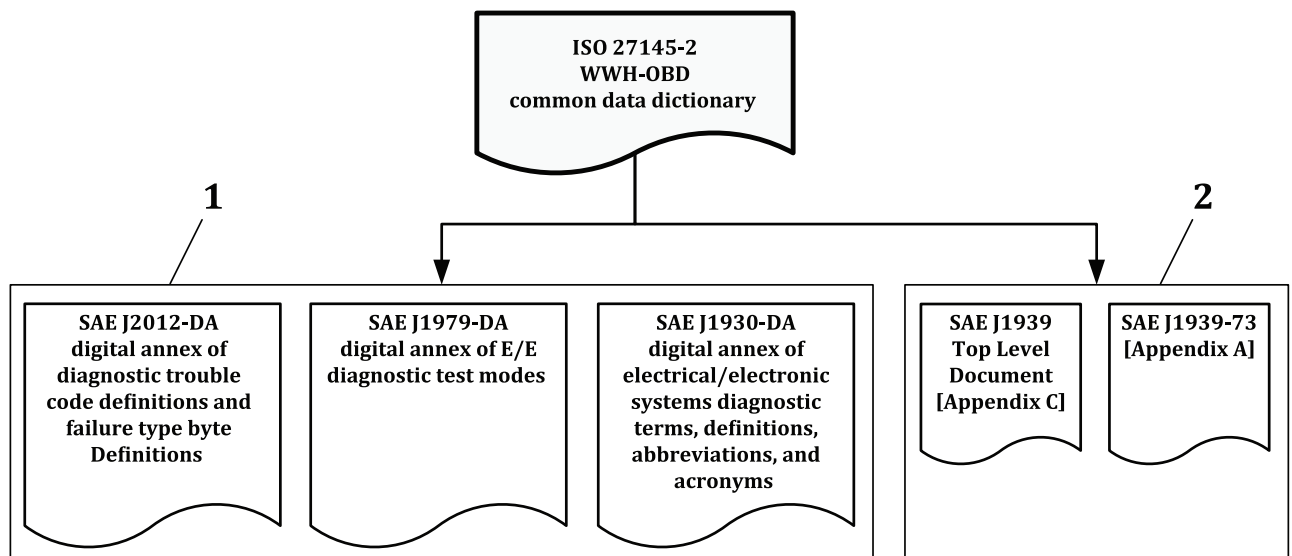 ISO 27145-2
WWH-OBD
common data dictionary
1
2
SAE J2012-DA
digital annex of
diagnostic trouble
code definitions and
failure type byte
Definitions
SAE J1979-DA
digital annex of E/E
diagnostic test modes
SAE J1930-DA
digital annex of
electrical/electronic
systems diagnostic
terms, definitions,
abbreviations, and
acronyms
SAE J1939
Top Level
Document
[Appendix C]
SAE J1939-73
[Appendix A]